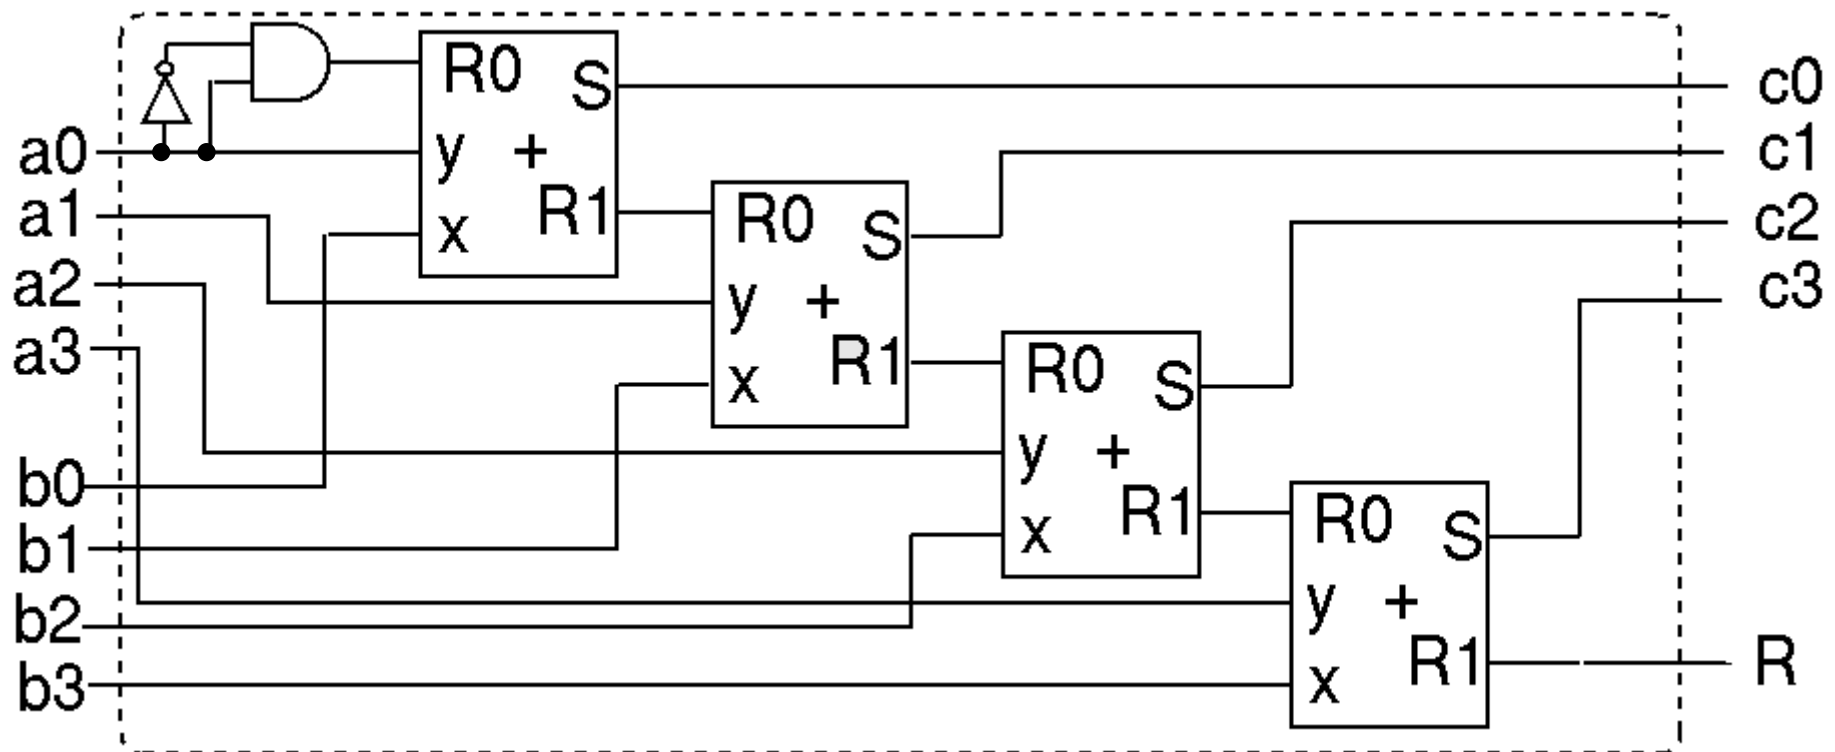 a0
a1
a2
a3
b0
b1
b2
b3
R0 S
y +
R1
x
R0 S
y +
R1
x
R0 S
y +
R1
x
R0 S
y +
R1
x
c0
c1
c2
c3
R